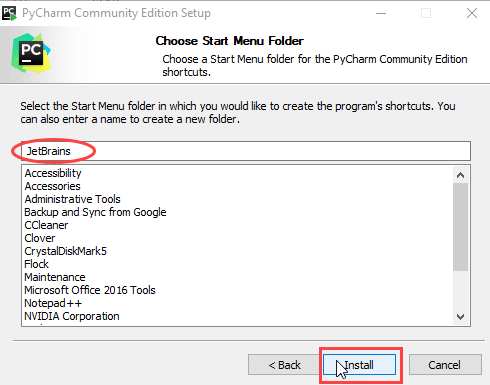 PyCharm Community Edition Setup
PC
Choose Start Menu Folder
Choose a Start Menu folder for the PyCharm Community Edition
shortcuts.
Select the Start Menu folder in which you would like to create the program's shortcuts. You
can also enter a name to create a new folder.
JetBrains
Accessibility
Accessories
Administrative Tools
Backup and Sync from Google
CCleaner
Clover
CrystalDiskMark5
Flock
Maintenance
Microsoft Office 2016 Tools
Notepad++
NVIDIA Corporation
< Back
Install
Cancel